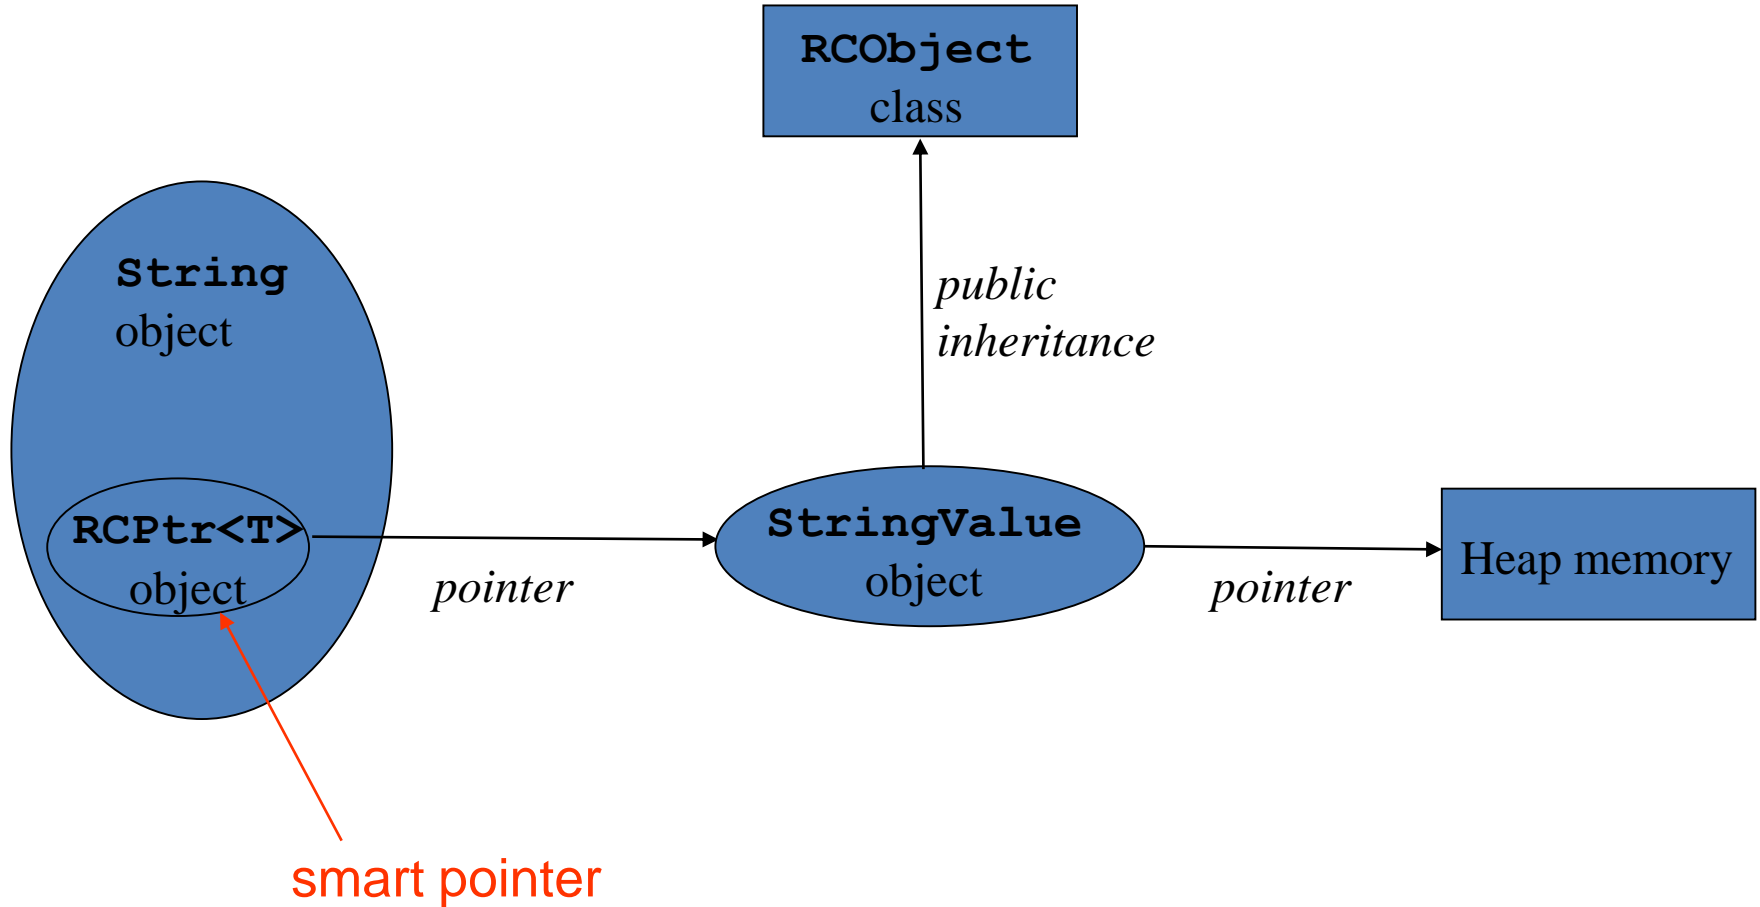 RCObject
class
String
object
public
inheritance
RCPtr<T>
object
pointer
StringValue
object
pointer
Heap memory
smart pointer